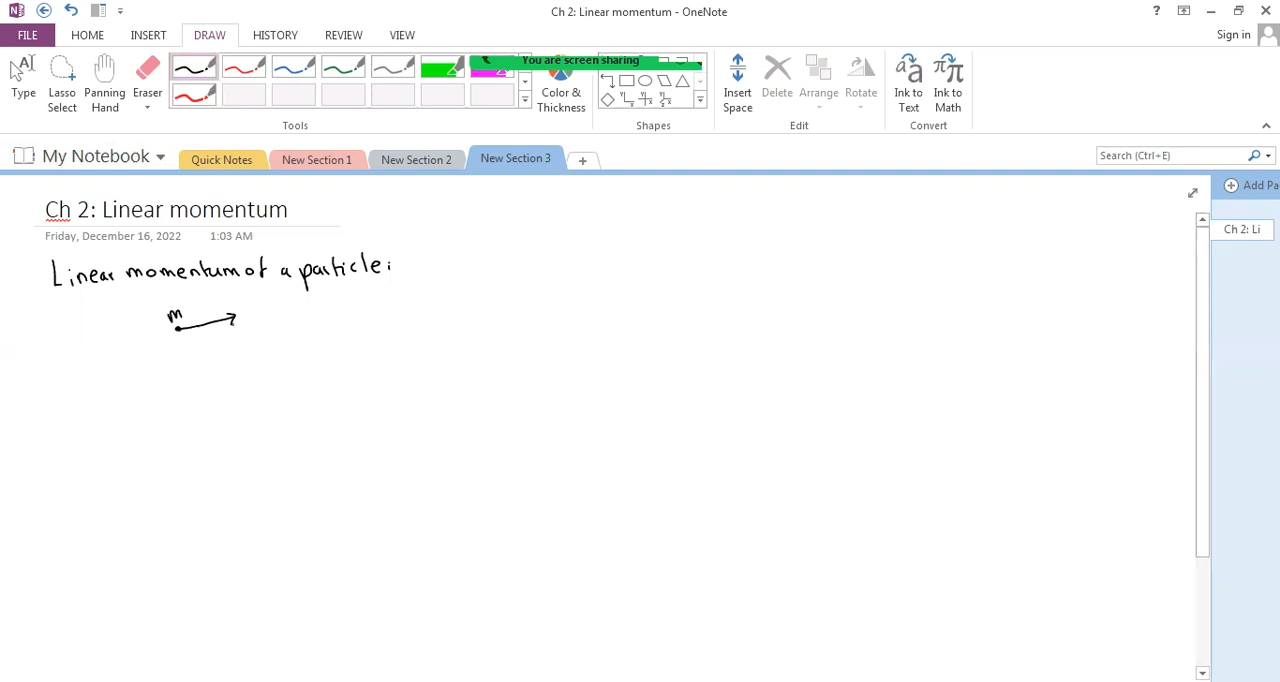 Ch 2: Linear momentum - OneNote
?
FILE HOME INSERT DRAW HISTORY REVIEW VIEW
Sign in
You are screen sharing
Type
Lasso Select
Panning Hand
Eraser
Color & Thickness
Insert Space
Delete
Arrange
Rotate
Ink to Text
Ink to Math
Tools
Shapes
Edit
Convert
My Notebook
Quick Notes
New Section 1
New Section 2
New Section 3
Search (Ctrl+E)
Add Pa
Ch 2: Li
Ch 2: Linear momentum
Friday, December 16, 2022 1:03 AM
Linear momentum of a particle:
m